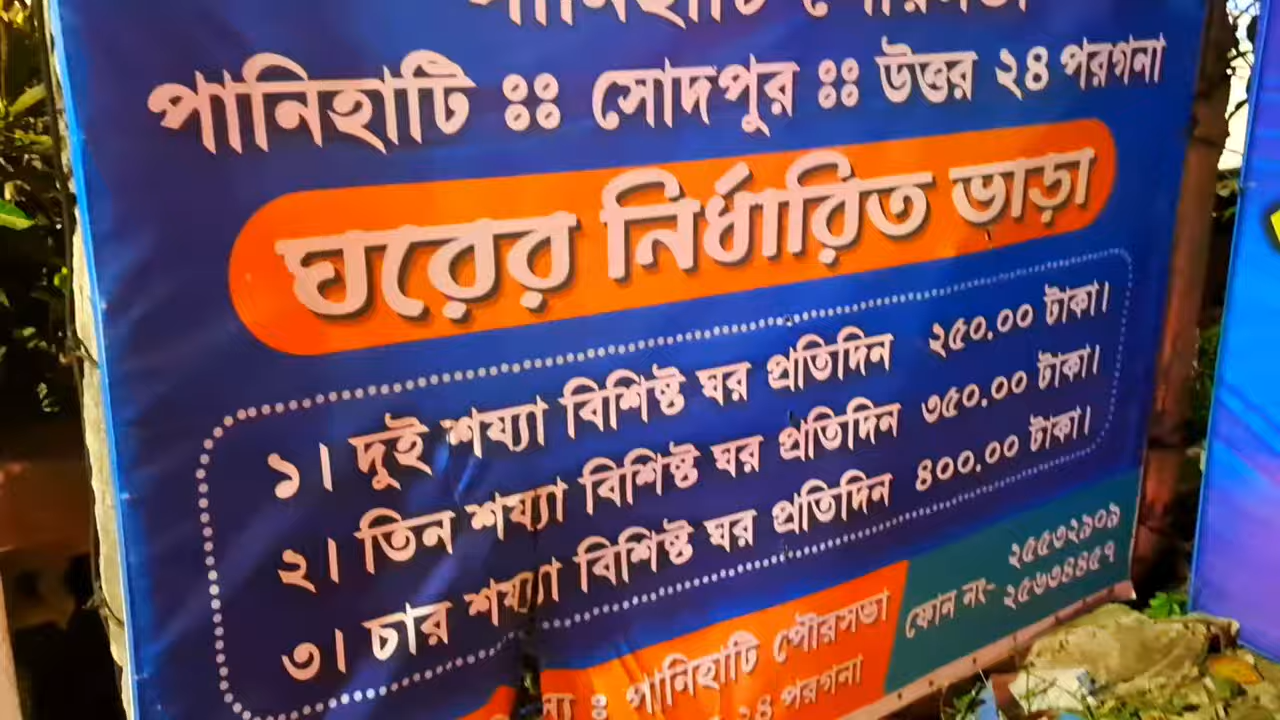 পানিহাটি পৌরসভা
পানিহাটি ঃঃ সোদপুর ঃঃ উত্তর ২৪ পরগনা
ঘরের নির্ধারিত ভাড়া
১। দুই শয্যা বিশিষ্ট ঘর প্রতিদিন ২৫০.০০ টাকা।
২। তিন শয্যা বিশিষ্ট ঘর প্রতিদিন ৩৫০.০০ টাকা।
৩। চার শয্যা বিশিষ্ট ঘর প্রতিদিন ৪০০.০০ টাকা।
ঃ পানিহাটি পৌরসভা
২৪ পরগনা
ফোন নং- ২৫৫৩২৯০৯
২৫৬৩৪৪৫৭